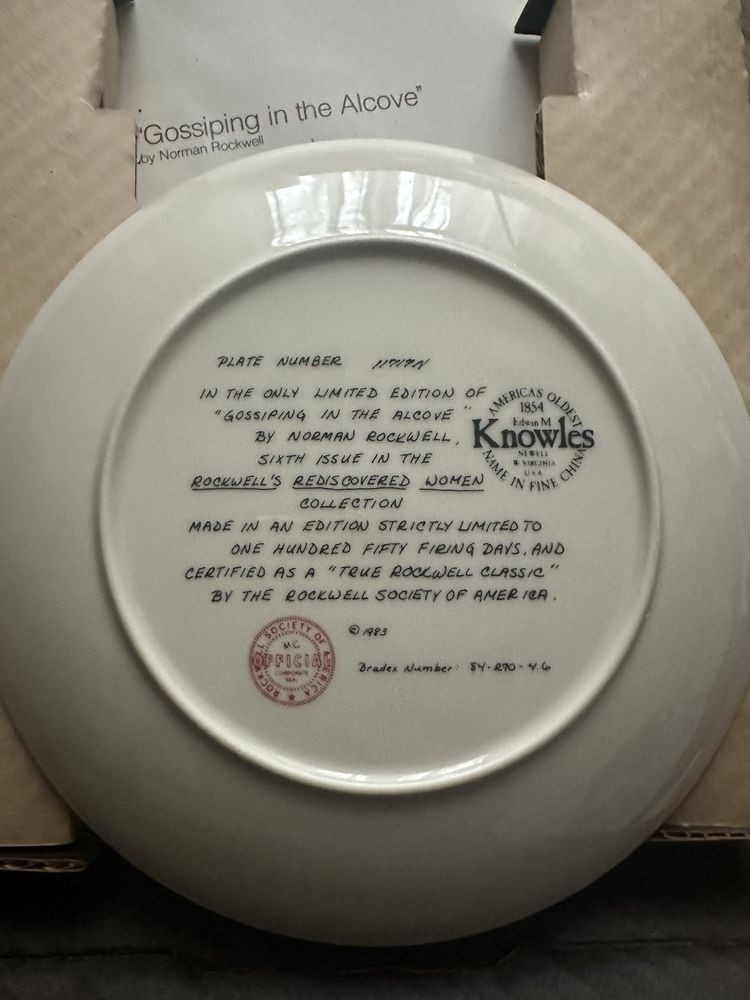 "Gossiping in the Alcove"
by Norman Rockwell
PLATE NUMBER
IN THE ONLY LIMITED EDITION OF
"GOSSIPING IN THE ALCOVE"
BY NORMAN ROCKWELL,
SIXTH ISSUE IN THE
ROCKWELL'S REDISCOVERED WOMEN
COLLECTION
MADE IN AN EDITION STRICTLY LIMITED TO
ONE HUNDRED FIFTY FIRING DAYS, AND
CERTIFIED AS A "TRUE ROCKWELL CLASSIC"
BY THE ROCKWELL SOCIETY OF AMERICA.
AMERICA'S OLDEST
1854
Edwin M.
Knowles
NEWELL
W. VIRGINIA
U.S.A.
NAME IN FINE CHINA
ROCKWELL SOCIETY OF AMERICA
M.C.
OFFICIAL
CORPORATE
SEAL
© 1983
Bradex Number: 84-R70-4.6